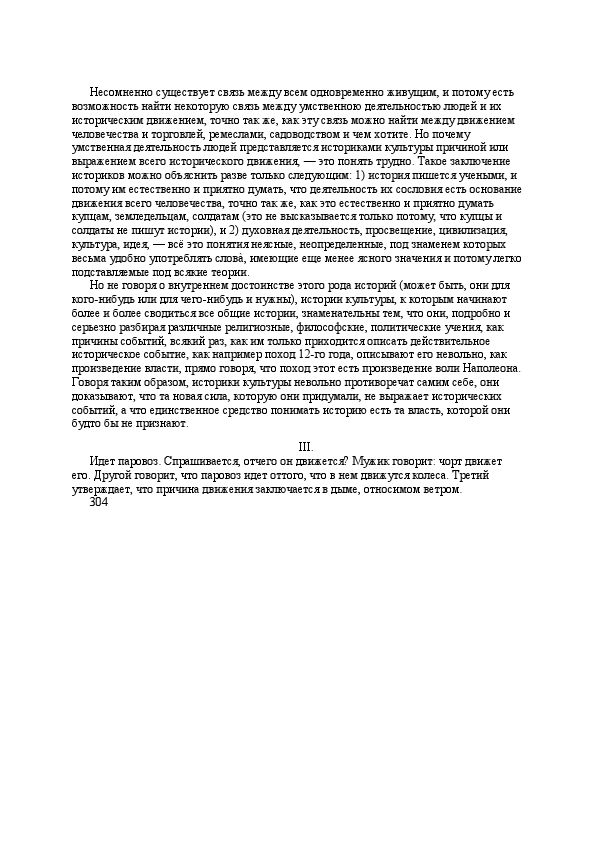 Несомненно существует связь между всем одновременно живущим, и потому есть
возможность найти некоторую связь между умственною деятельностью людей и их
историческим движением, точно так же, как эту связь можно найти между движением
человечества и торговлей, ремеслами, садоводством и чем хотите. Но почему
умственная деятельность людей представляется историками культуры причиной или
выражением всего исторического движения, — это понять трудно. Такое заключение
историков можно объяснить разве только следующим: 1) история пишется учеными, и
потому им естественно и приятно думать, что деятельность их сословия есть основание
движения всего человечества, точно так же, как это естественно и приятно думать
купцам, земледельцам, солдатам (это не высказывается только потому, что купцы и
солдаты не пишут истории), и 2) духовная деятельность, просвещение, цивилизация,
культура, идея, — всё это понятия неясные, неопределенные, под знаменем которых
весьма удобно употреблять словà, имеющие еще менее ясного значения и потому легко
подставляемые под всякие теории.
Но не говоря о внутреннем достоинстве этого рода историй (может быть, они для
кого-нибудь или для чего-нибудь и нужны), истории культуры, к которым начинают
более и более сводиться все общие истории, знаменательны тем, что они, подробно и
серьезно разбирая различные религиозные, философские, политические учения, как
причины событий, всякий раз, как им только приходится описать действительное
историческое событие, как например поход 12-го года, описывают его невольно, как
произведение власти, прямо говоря, что поход этот есть произведение воли Наполеона.
Говоря таким образом, историки культуры невольно противоречат самим себе, они
доказывают, что та новая сила, которую они придумали, не выражает исторических
событий, а что единственное средство понимать историю есть та власть, которой они
будто бы не признают.
III.
Идет паровоз. Спрашивается, отчего он движется? Мужик говорит: чорт движет
его. Другой говорит, что паровоз идет оттого, что в нем движутся колеса. Третий
утверждает, что причина движения заключается в дыме, относимом ветром.
304